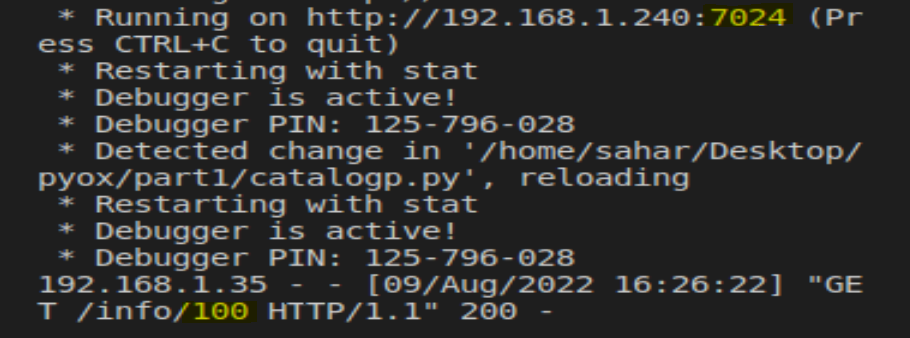 * Running on http://192.168.1.240:7024 (Pr
ess CTRL+C to quit)
* Restarting with stat
* Debugger is active!
* Debugger PIN: 125-796-028
* Detected change in '/home/sahar/Desktop/
pyox/part1/catalogp.py', reloading
* Restarting with stat
* Debugger is active!
* Debugger PIN: 125-796-028
192.168.1.35 - - [09/Aug/2022 16:26:22] "GE
T /info/100 HTTP/1.1" 200 -